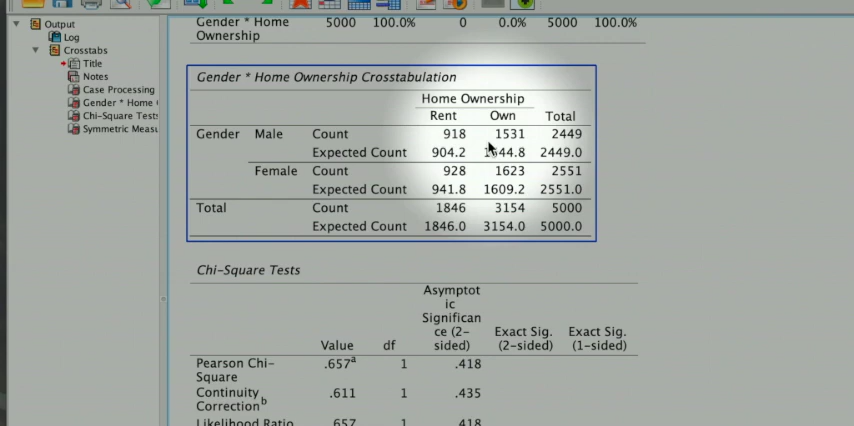 Output
Log
Crosstabs
Title
Notes
Case Processing
Gender * Home
Chi-Square Tests
Symmetric Measu
Gender * Home 5000 100.0% 0 0.0% 5000 100.0%
Ownership
Gender * Home Ownership Crosstabulation
Home Ownership
Rent Own Total
Gender Male Count 918 1531 2449
Expected Count 904.2 2449.0
Female Count 928 1623 2551
Expected Count 941.8 1609.2 2551.0
Total Count 1846 3154 5000
Expected Count 1846.0 3154.0 5000.0
Chi-Square Tests
Asymptot
ic
Significan
ce (2- Exact Sig. Exact Sig.
Value df sided) (2-sided) (1-sided)
Pearson Chi- .657a 1 .418
Square
Continuity .611 1 .435
Correctionb
Likelihood Ratio .657 1 .418